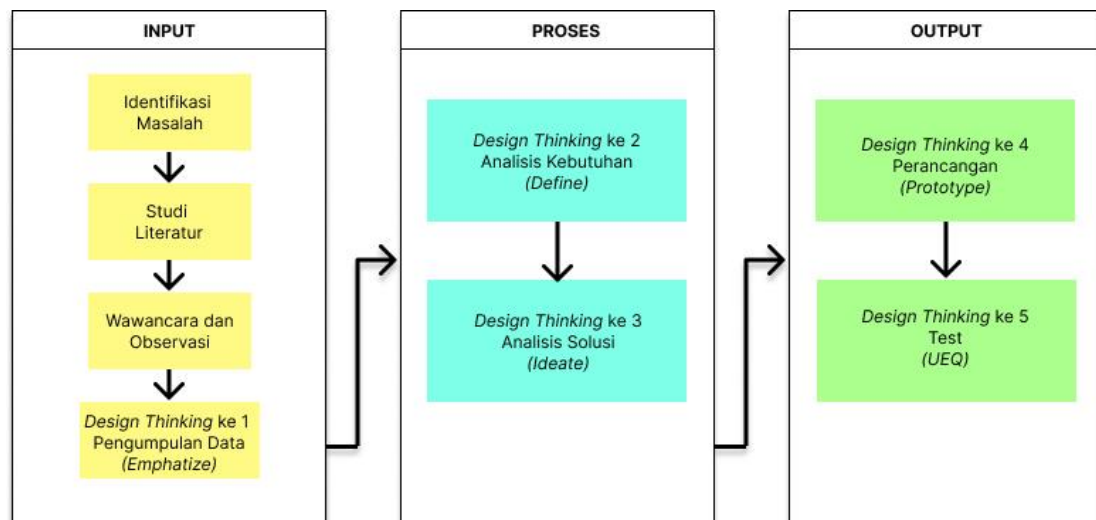 INPUT
Identifikasi
Masalah
Studi
Literatur
Wawancara dan
Observasi
Design Thinking ke 1
Pengumpulan Data
(Emphatize)
PROSES
Design Thinking ke 2
Analisis Kebutuhan
(Define)
Design Thinking ke 3
Analisis Solusi
(Ideate)
OUTPUT
Design Thinking ke 4
Perancangan
(Prototype)
Design Thinking ke 5
Test
(UEQ)